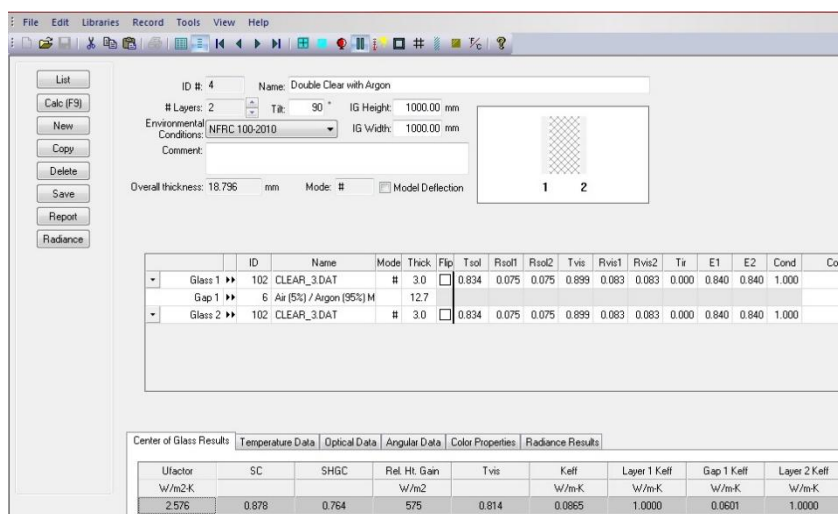 File Edit Libraries Record Tools View Help
List
Calc (F9)
New
Copy
Delete
Save
Report
Radiance
ID #: 4 Name: Double Clear with Argon
# Layers: 2 Tilt: 90 ° IG Height: 1000.00 mm
Environmental Conditions: NFRC 100-2010 IG Width: 1000.00 mm
Comment:
Overall thickness: 18.796 mm Mode: # Model Deflection
1 2
ID Name Mode Thick Flip Tsol Rsol1 Rsol2 Tvis Rvis1 Rvis2 Tir E1 E2 Cond Co
Glass 1 102 CLEAR_3.DAT # 3.0 0.834 0.075 0.075 0.899 0.083 0.083 0.000 0.840 0.840 1.000
Gap 1 6 Air (5%) / Argon (95%) M 12.7
Glass 2 102 CLEAR_3.DAT # 3.0 0.834 0.075 0.075 0.899 0.083 0.083 0.000 0.840 0.840 1.000
Center of Glass Results Temperature Data Optical Data Angular Data Color Properties Radiance Results
Ufactor SC SHGC Rel. Ht. Gain Tvis Keff Layer 1 Keff Gap 1 Keff Layer 2 Keff
W/m2-K W/m2 W/m-K W/m-K W/m-K W/m-K
2.576 0.878 0.764 575 0.814 0.0865 1.0000 0.0601 1.0000